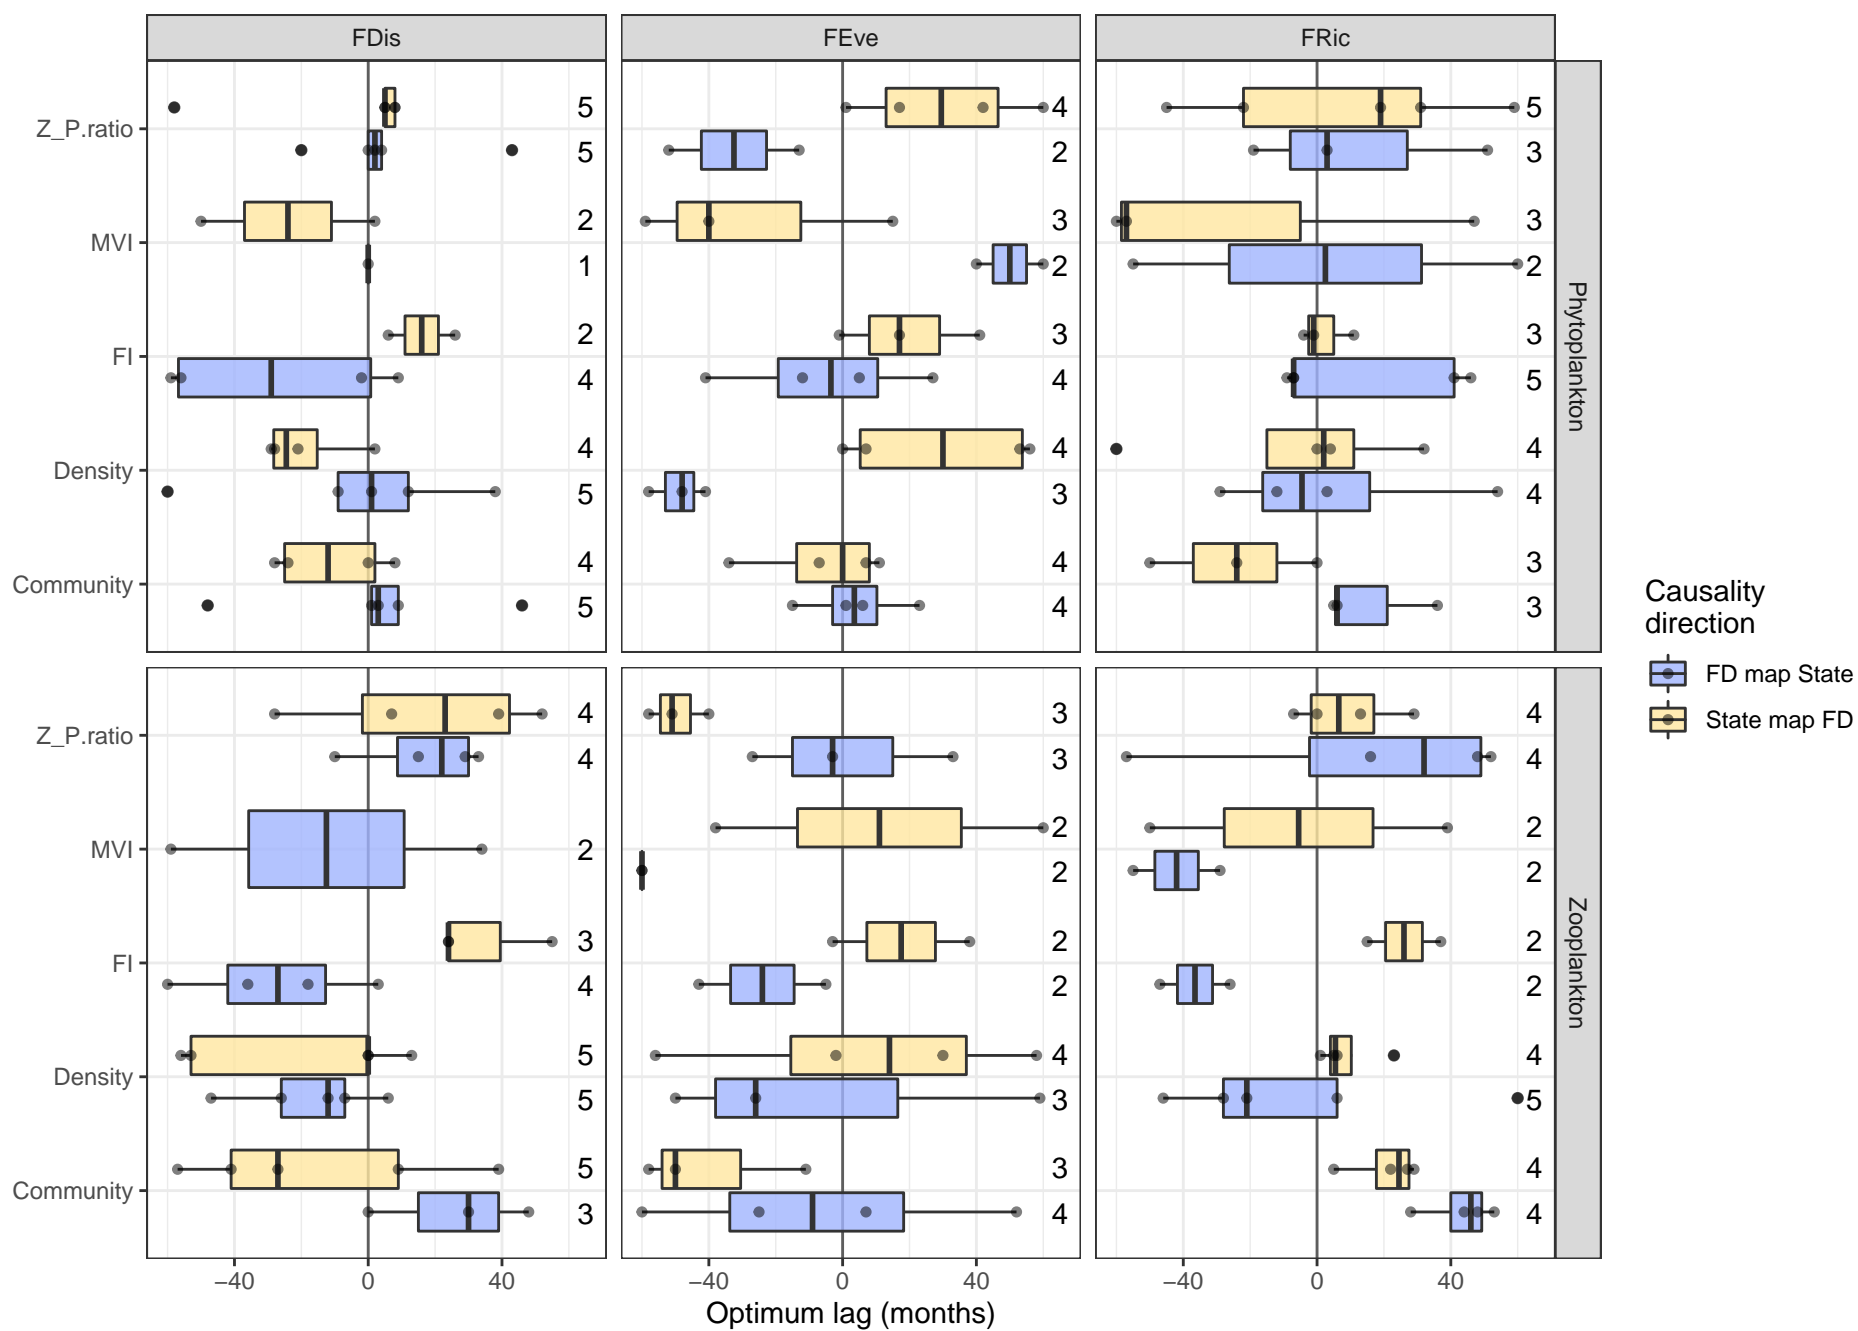 FDis FEve FRic
Z_P.ratio 5 4 5
5 2 3
MVI 2 3 3
1 2 2
FI 2 3 3
4 4 5
Density 4 4 4
5 3 4
Community 4 4 3
5 4 3
Phytoplankton
Z_P.ratio 4 3 4
4 3 4
MVI 2 2 2
2 2
FI 3 2 2
4 2 2
Density 5 4 4
5 3 5
Community 5 3 4
3 4 4
Zooplankton
−40 0 40 −40 0 40 −40 0 40
Optimum lag (months)
Causality
direction
FD map State
State map FD